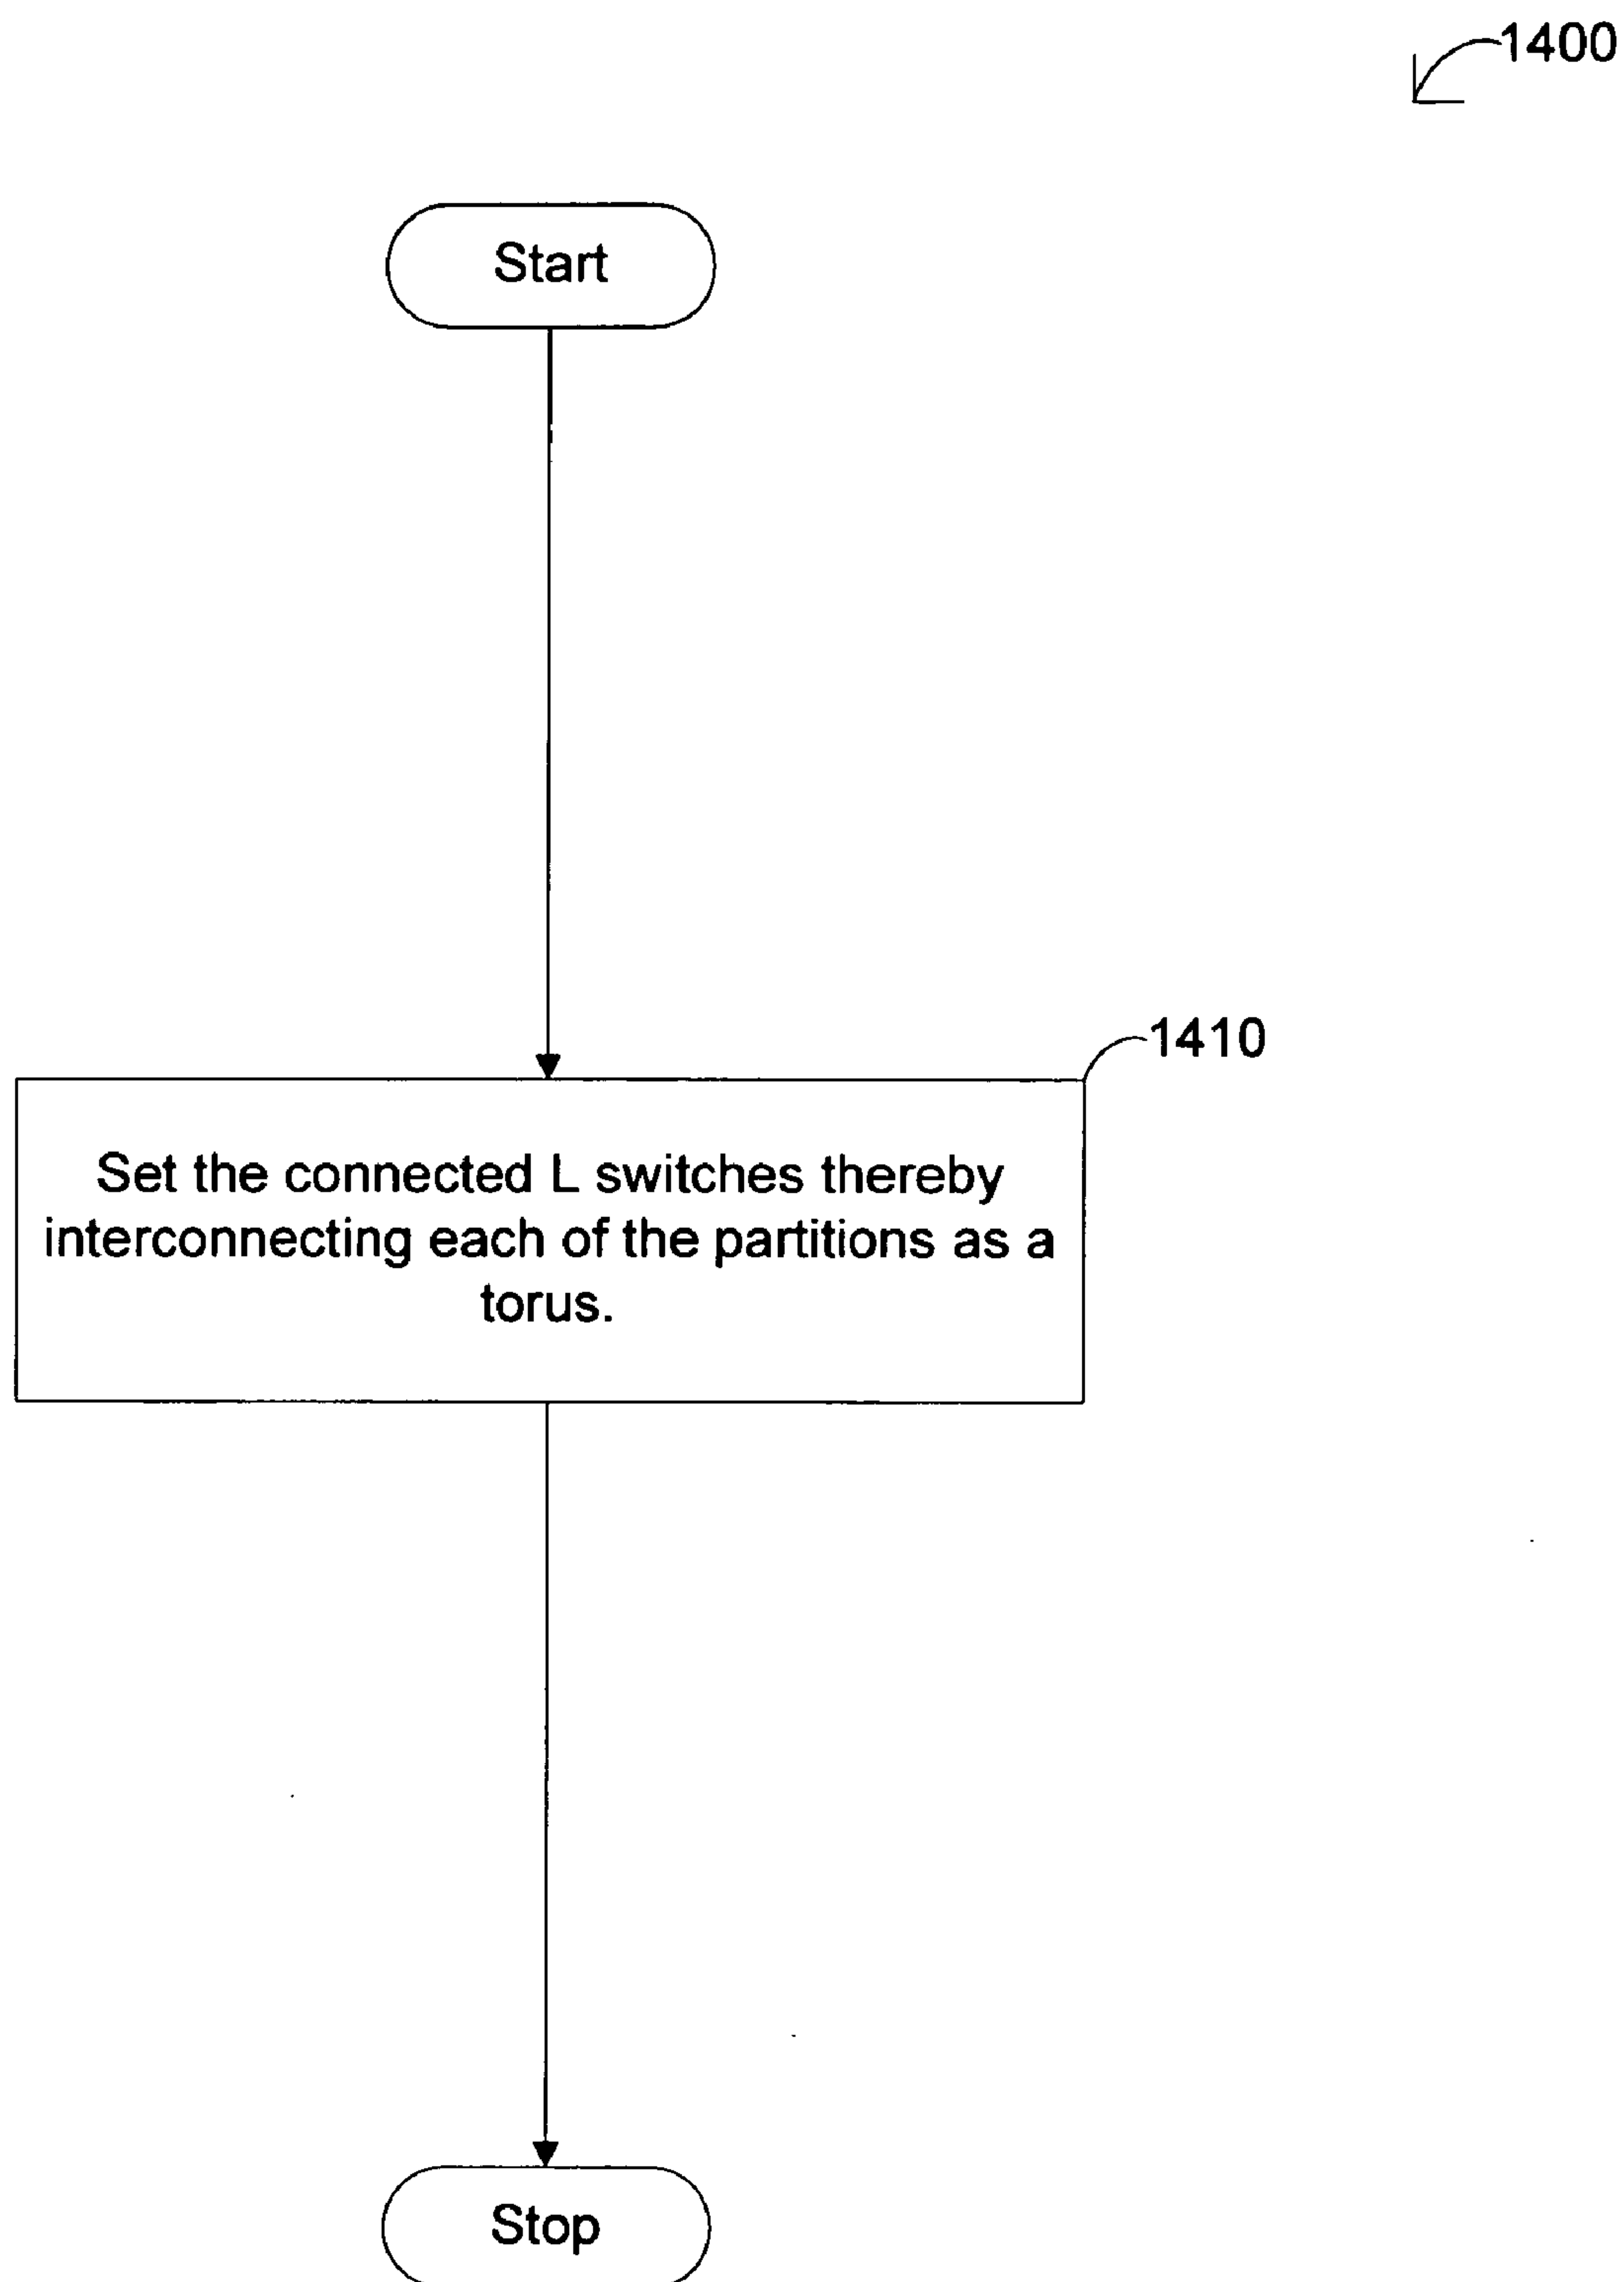 1400
Start
1410
Set the connected L switches thereby
interconnecting each of the partitions as a
torus.
Stop